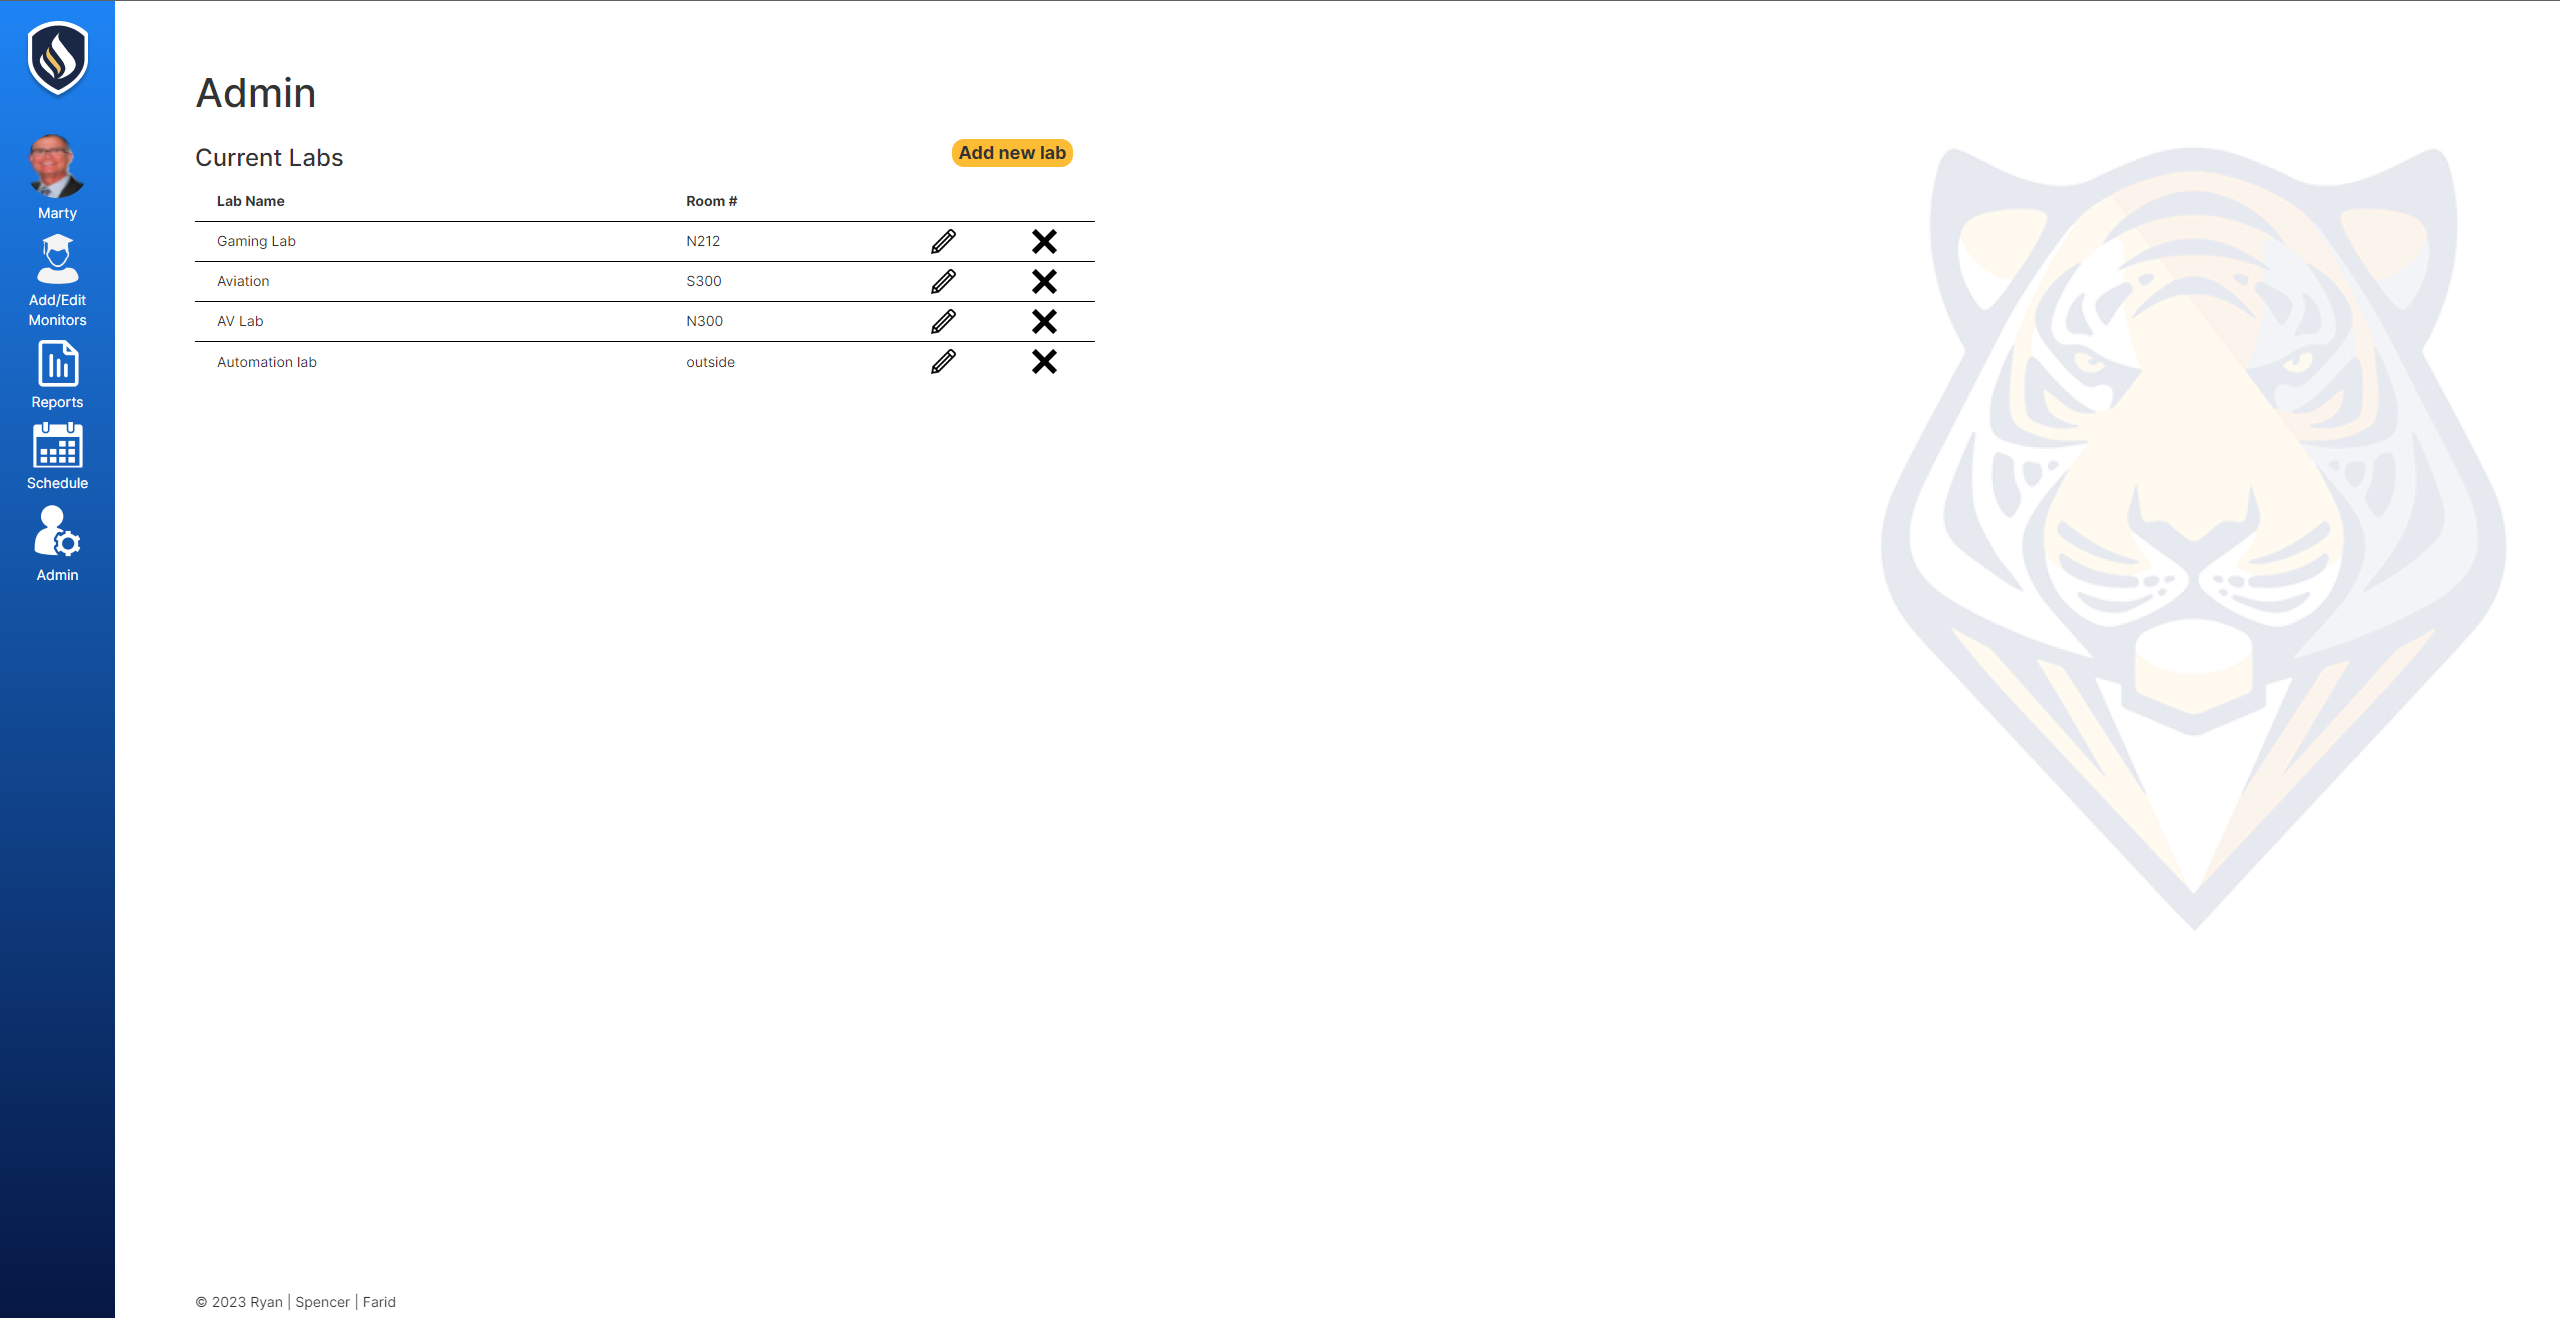 Marty
Add/Edit
Monitors
Reports
Schedule
Admin
Admin
Current Labs
Add new lab
Lab Name Room #
Gaming Lab N212
Aviation S300
AV Lab N300
Automation lab outside
© 2023 Ryan | Spencer | Farid